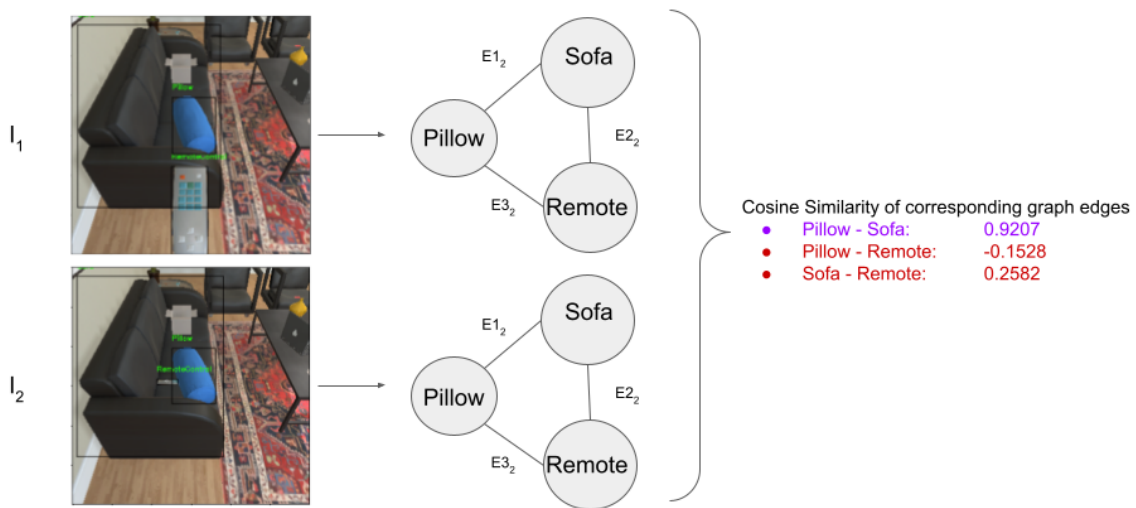 I1
Pillow
E12
Sofa
Pillow
E22
E32
Remote
Cosine Similarity of corresponding graph edges
● Pillow - Sofa: 0.9207
● Pillow - Remote: -0.1528
● Sofa - Remote: 0.2582
I2
Pillow
RemoteControl
E12
Sofa
Pillow
E22
E32
Remote